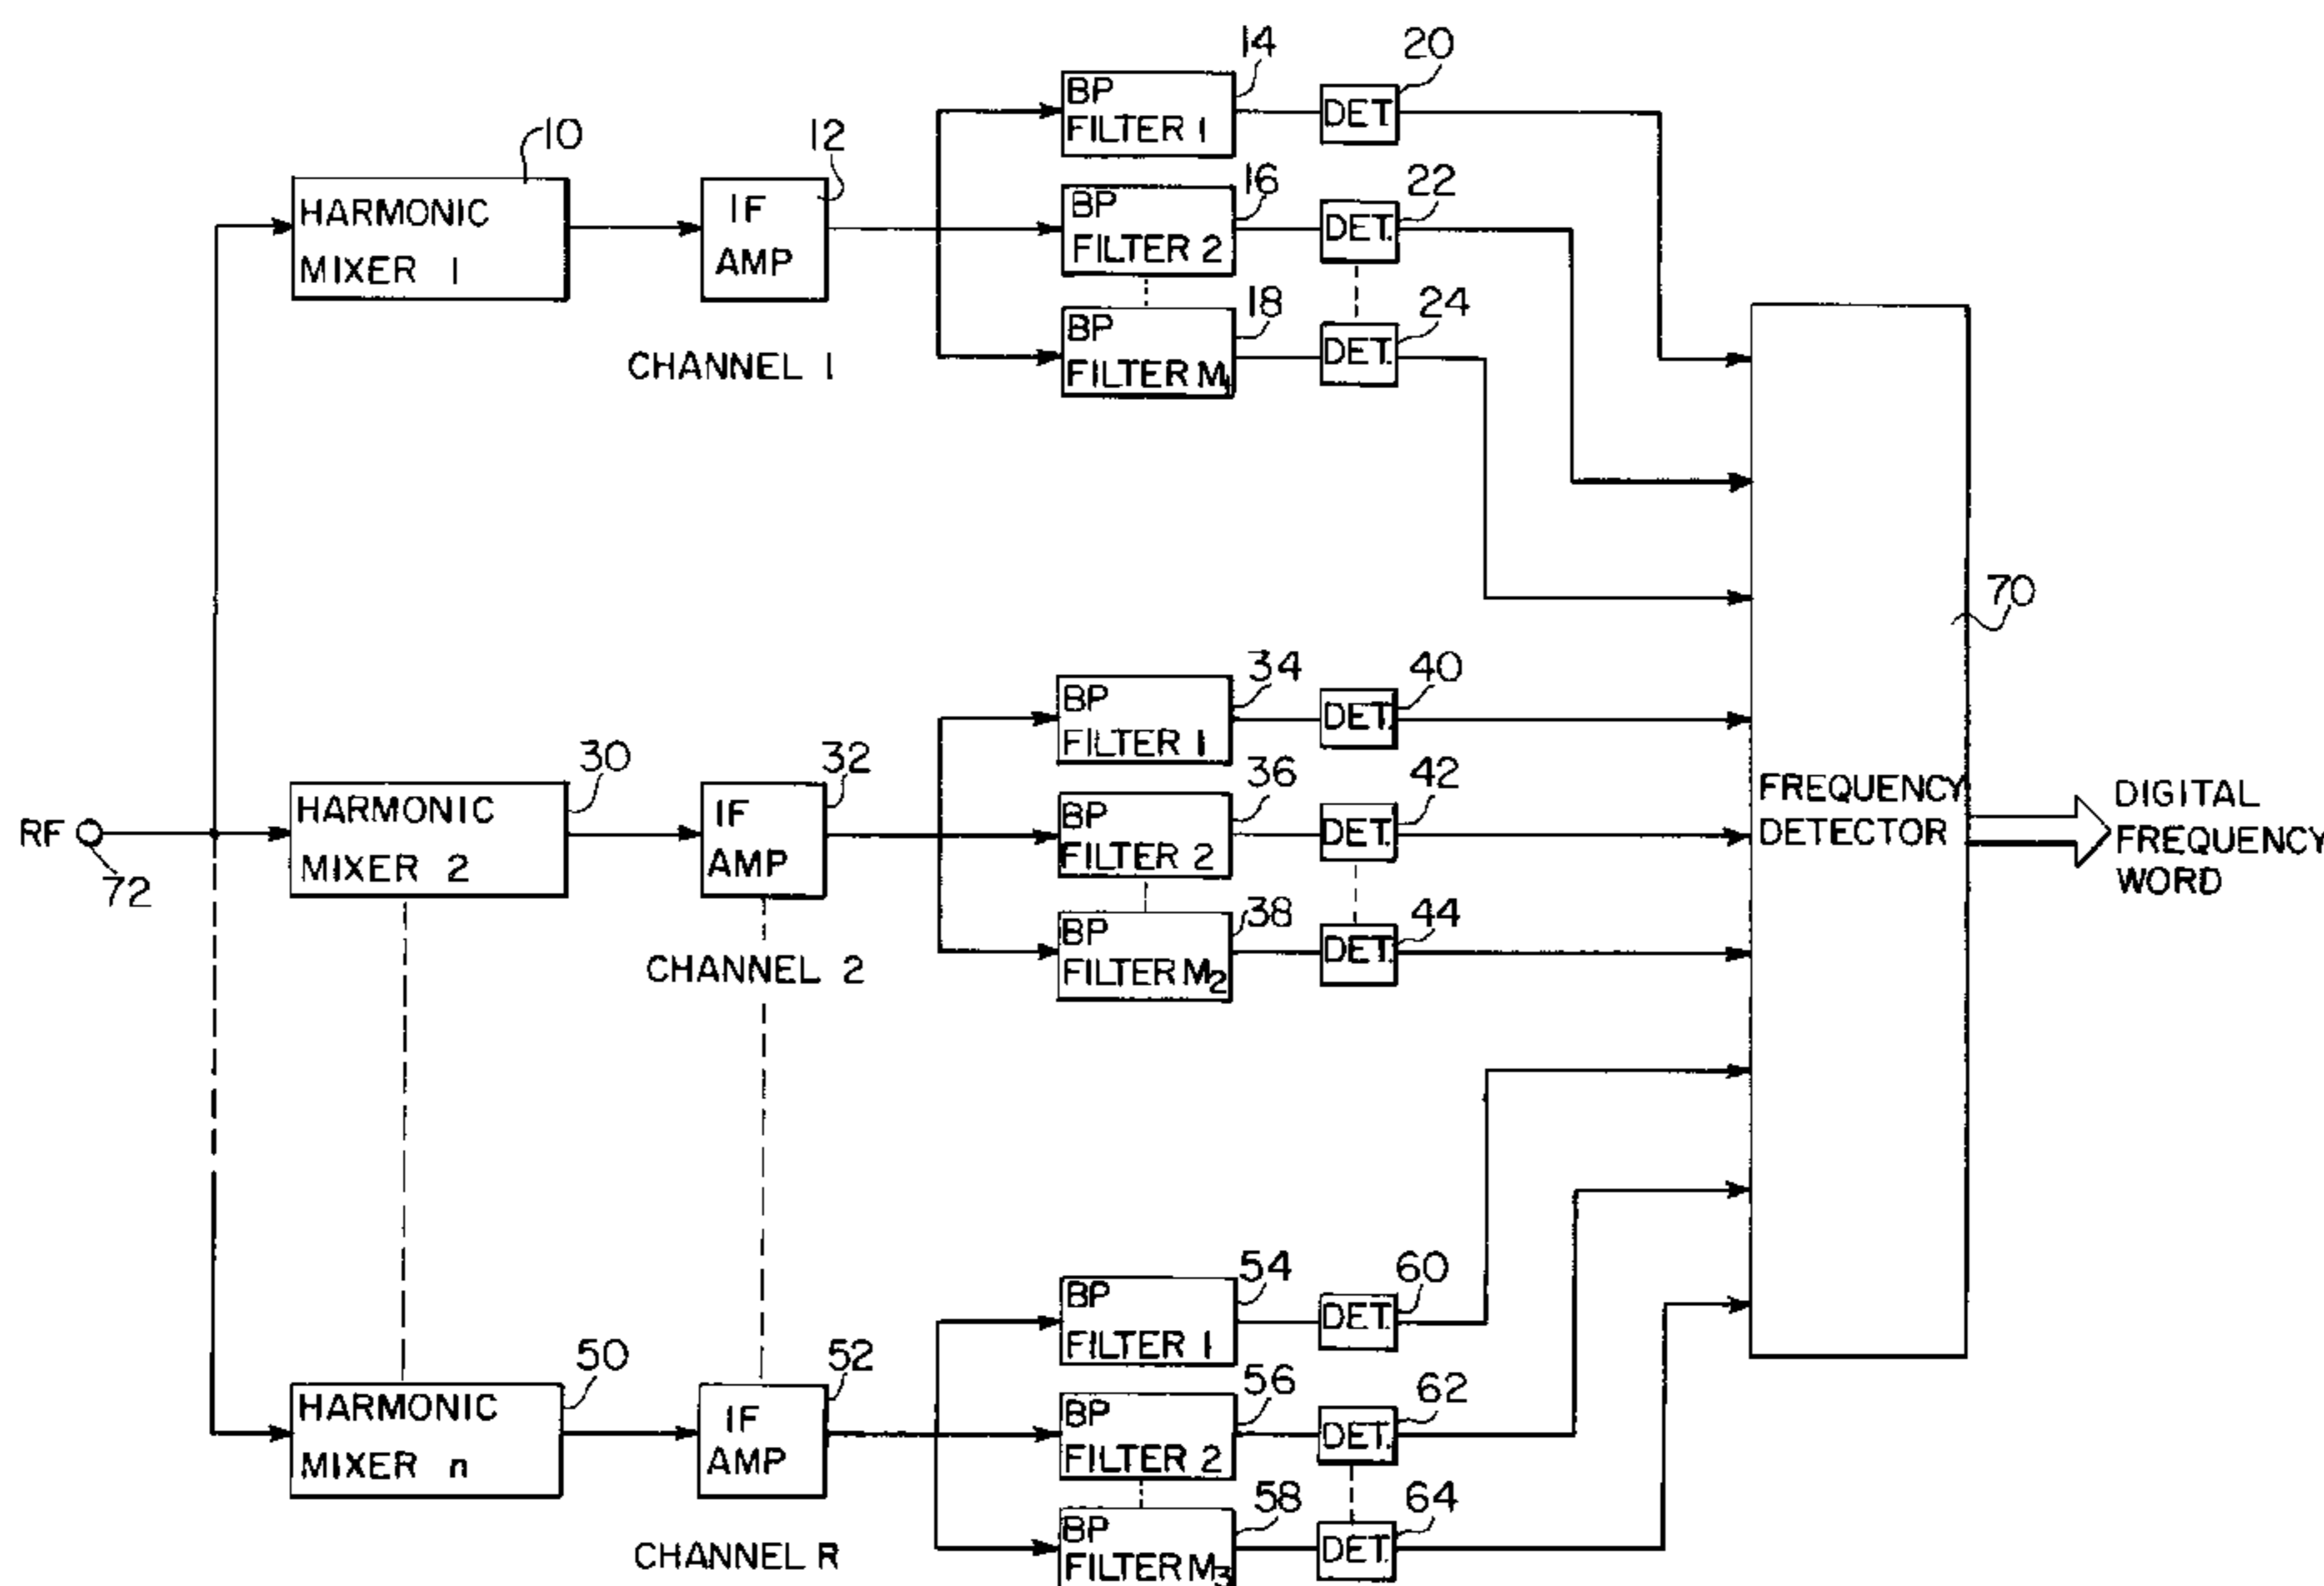 14
BP
FILTER 1
20
DET
10
HARMONIC
MIXER 1
12
IF
AMP
16
BP
FILTER 2
22
DET.
18
BP
FILTER M₁
24
DET.
CHANNEL 1
70
34
BP
FILTER 1
40
DET.
30
HARMONIC
MIXER 2
32
IF
AMP
36
BP
FILTER 2
42
DET.
38
BP
FILTER M₂
44
DET.
CHANNEL 2
RF
72
FREQUENCY
DETECTOR
DIGITAL
FREQUENCY
WORD
54
BP
FILTER 1
60
DET.
50
HARMONIC
MIXER n
52
IF
AMP
56
BP
FILTER 2
62
DET.
58
BP
FILTER M₃
64
DET.
CHANNEL R